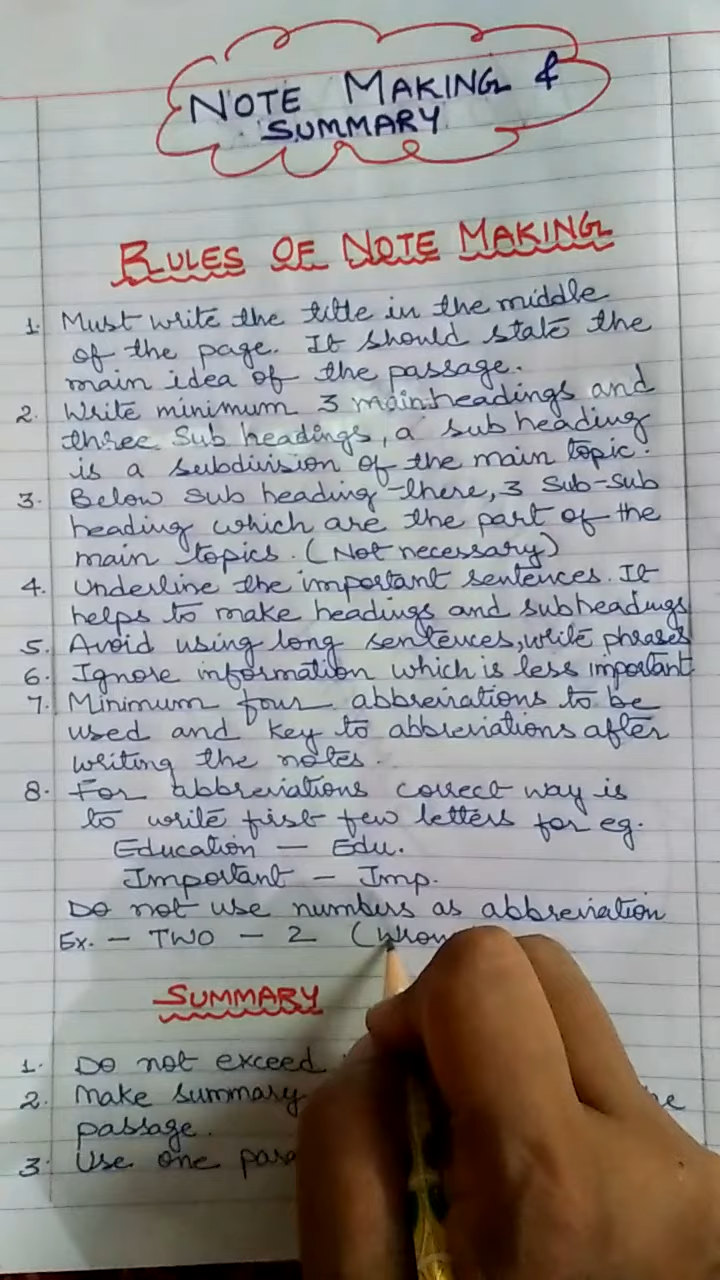 NOTE MAKING &
SUMMARY
RULES OF NOTE MAKING
1. Must write the title in the middle
of the page. It should state the
main idea of the passage.
2. Write minimum 3 main headings and
three Sub headings, a sub heading
is a subdivision of the main topic.
3. Below sub heading there, 3 Sub-sub
heading which are the part of the
main topics. (Not necessary)
4. Underline the important sentences. It
helps to make headings and subheadings
5. Avoid using long sentences, write phrases
6. Ignore information which is less important
7. Minimum four abbreviations to be
used and key to abbreviations after
writing the notes.
8. For abbreviations correct way is
to write first few letters for eg.
Education — Edu.
Important — Imp.
Do not use numbers as abbreviation
Ex. — TWO — 2 (
SUMMARY
1. Do not exceed
2. Make summary
passage.
3. Use one